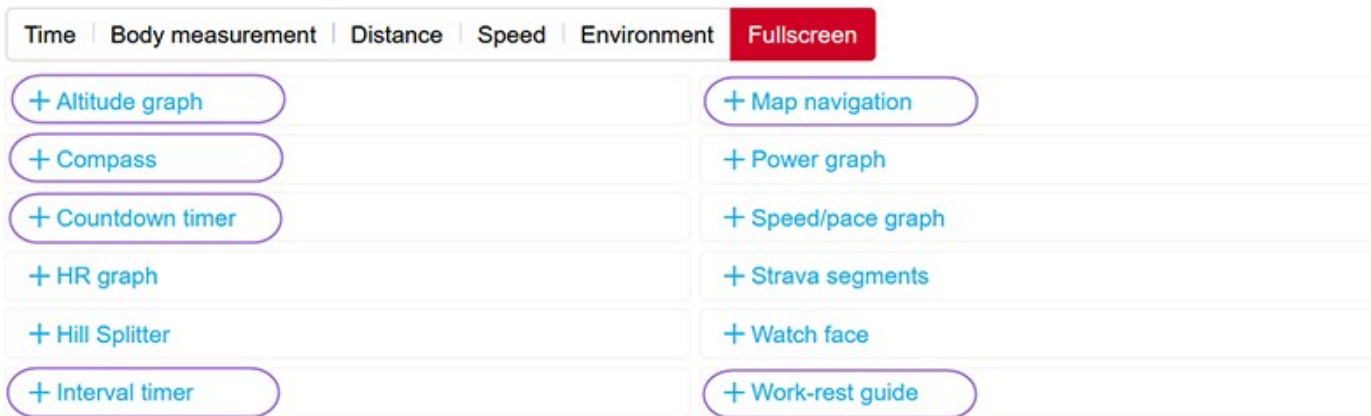 Time Body measurement Distance Speed Environment Fullscreen
+ Altitude graph
+ Map navigation
+ Compass
+ Power graph
+ Countdown timer
+ Speed/pace graph
+ HR graph
+ Strava segments
+ Hill Splitter
+ Watch face
+ Interval timer
+ Work-rest guide